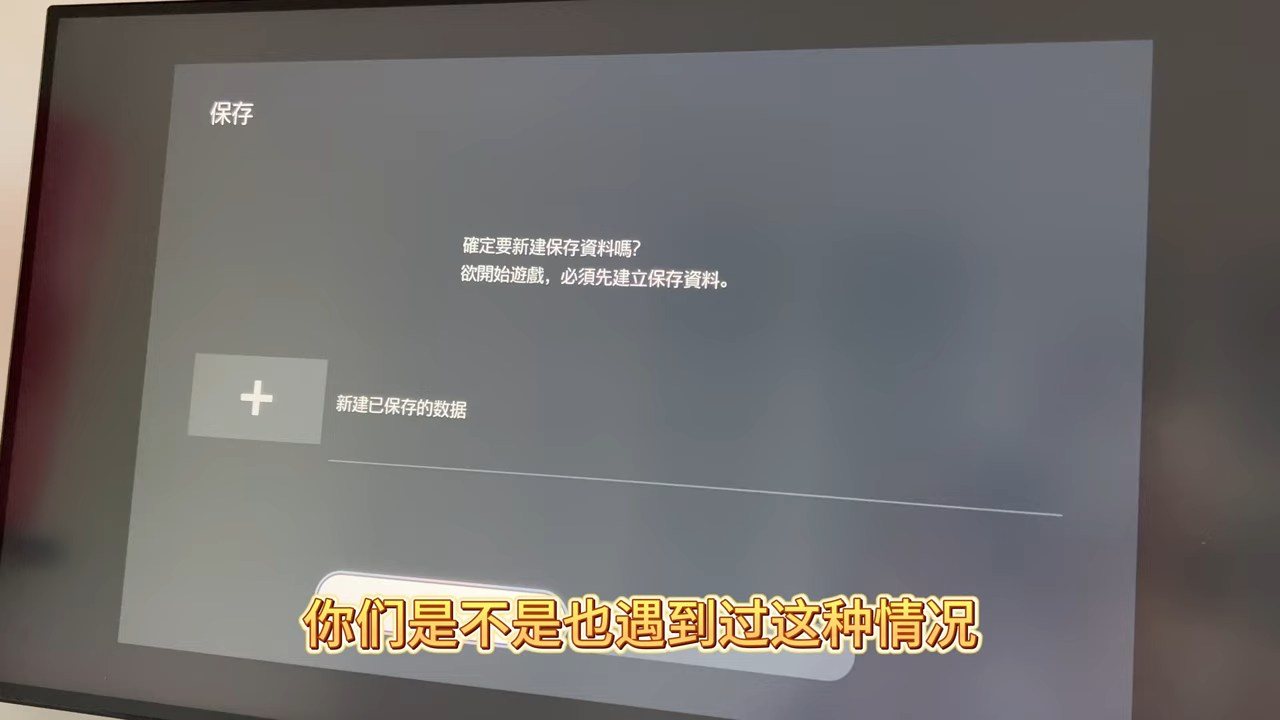 保存
確定要新建保存資料嗎?
欲開始遊戲，必須先建立保存資料。
新建已保存的数据
你们是不是也遇到过这种情况